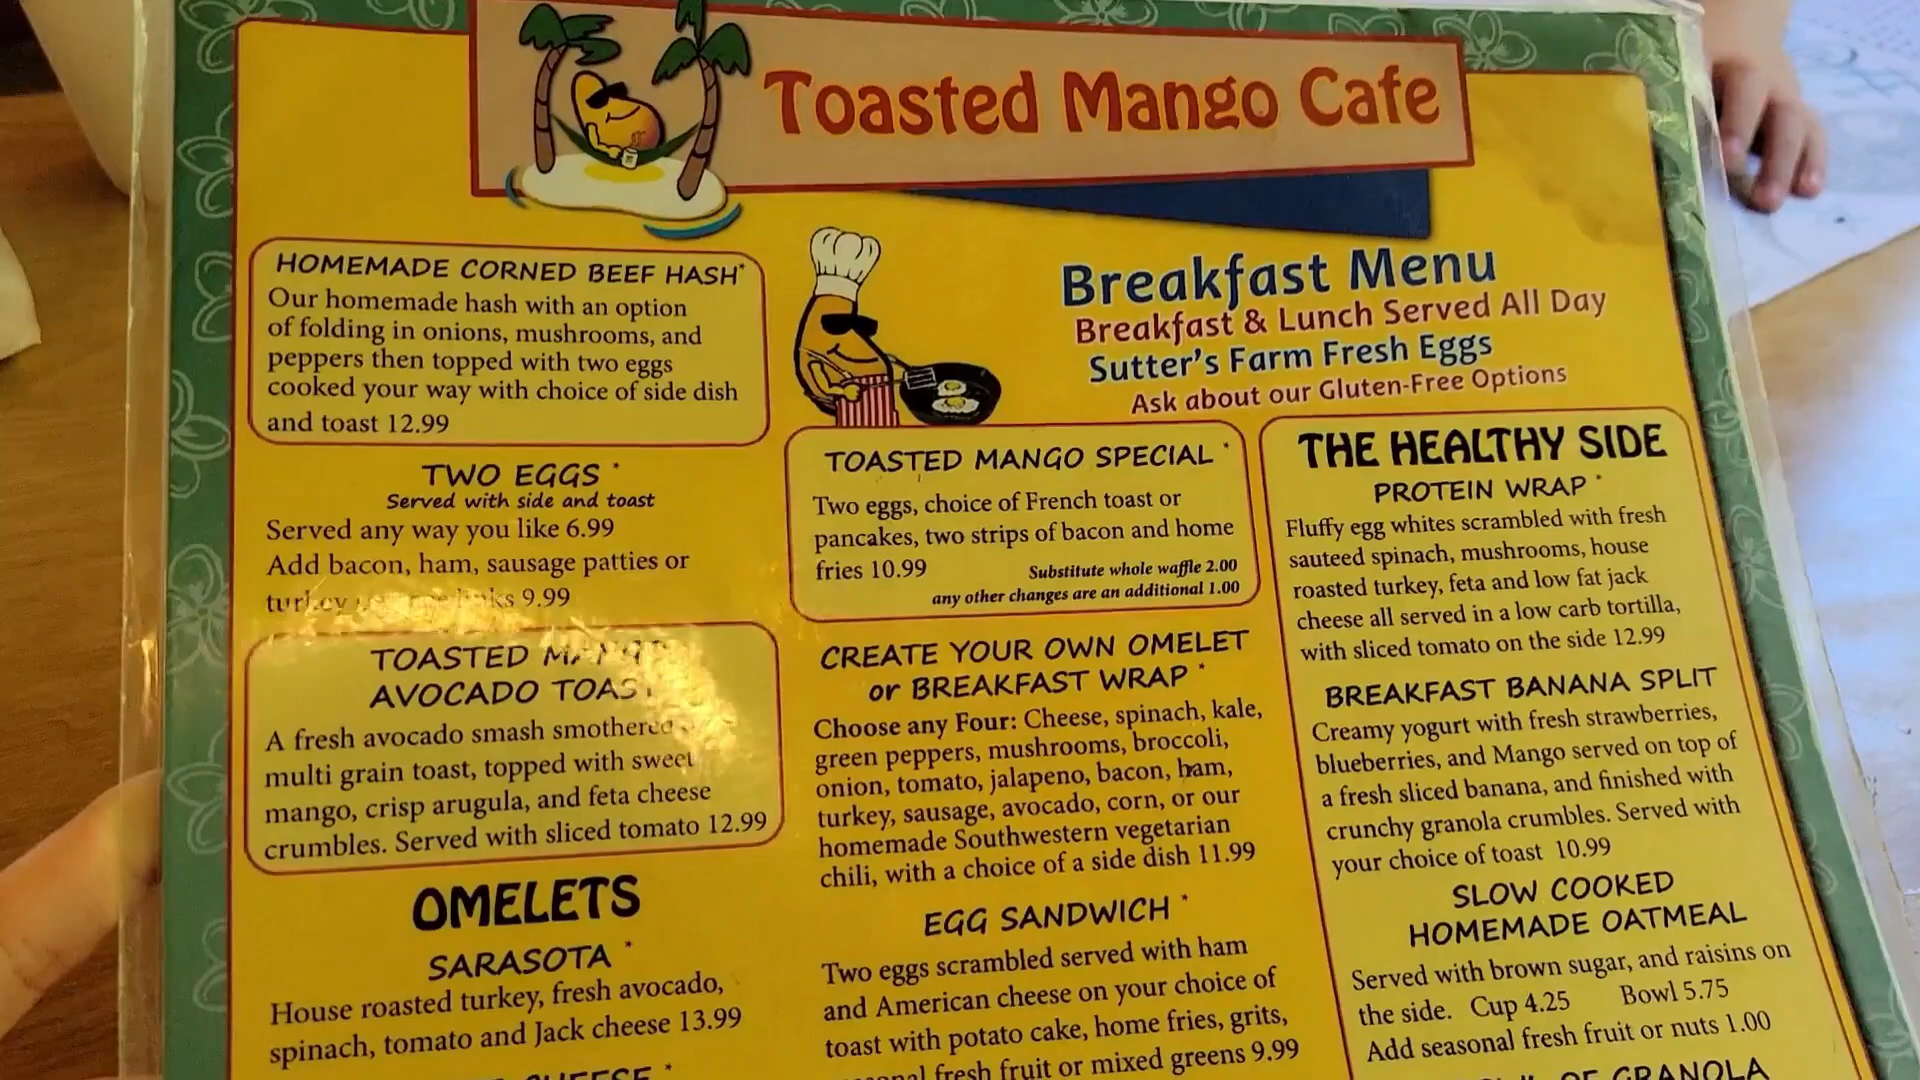 Toasted Mango Cafe
Breakfast Menu
Breakfast & Lunch Served All Day
Sutter's Farm Fresh Eggs
Ask about our Gluten-Free Options
HOMEMADE CORNED BEEF HASH*
Our homemade hash with an option
of folding in onions, mushrooms, and
peppers then topped with two eggs
cooked your way with choice of side dish
and toast 12.99
TWO EGGS *
Served with side and toast
Served any way you like 6.99
Add bacon, ham, sausage patties or
turkey 9.99
TOASTED MANGO
AVOCADO TOAST
A fresh avocado smash smothered
multi grain toast, topped with sweet
mango, crisp arugula, and feta cheese
crumbles. Served with sliced tomato 12.99
OMELETS
SARASOTA *
House roasted turkey, fresh avocado,
spinach, tomato and Jack cheese 13.99
CHEESE *
TOASTED MANGO SPECIAL *
Two eggs, choice of French toast or
pancakes, two strips of bacon and home
fries 10.99
Substitute whole waffle 2.00
any other changes are an additional 1.00
CREATE YOUR OWN OMELET
or BREAKFAST WRAP *
Choose any Four: Cheese, spinach, kale,
green peppers, mushrooms, broccoli,
onion, tomato, jalapeno, bacon, ham,
turkey, sausage, avocado, corn, or our
homemade Southwestern vegetarian
chili, with a choice of a side dish 11.99
EGG SANDWICH *
Two eggs scrambled served with ham
and American cheese on your choice of
toast with potato cake, home fries, grits,
fresh fruit or mixed greens 9.99
THE HEALTHY SIDE
PROTEIN WRAP *
Fluffy egg whites scrambled with fresh
sauteed spinach, mushrooms, house
roasted turkey, feta and low fat jack
cheese all served in a low carb tortilla,
with sliced tomato on the side 12.99
BREAKFAST BANANA SPLIT
Creamy yogurt with fresh strawberries,
blueberries, and Mango served on top of
a fresh sliced banana, and finished with
crunchy granola crumbles. Served with
your choice of toast 10.99
SLOW COOKED
HOMEMADE OATMEAL
Served with brown sugar, and raisins on
the side. Cup 4.25 Bowl 5.75
Add seasonal fresh fruit or nuts 1.00
OF GRANOLA